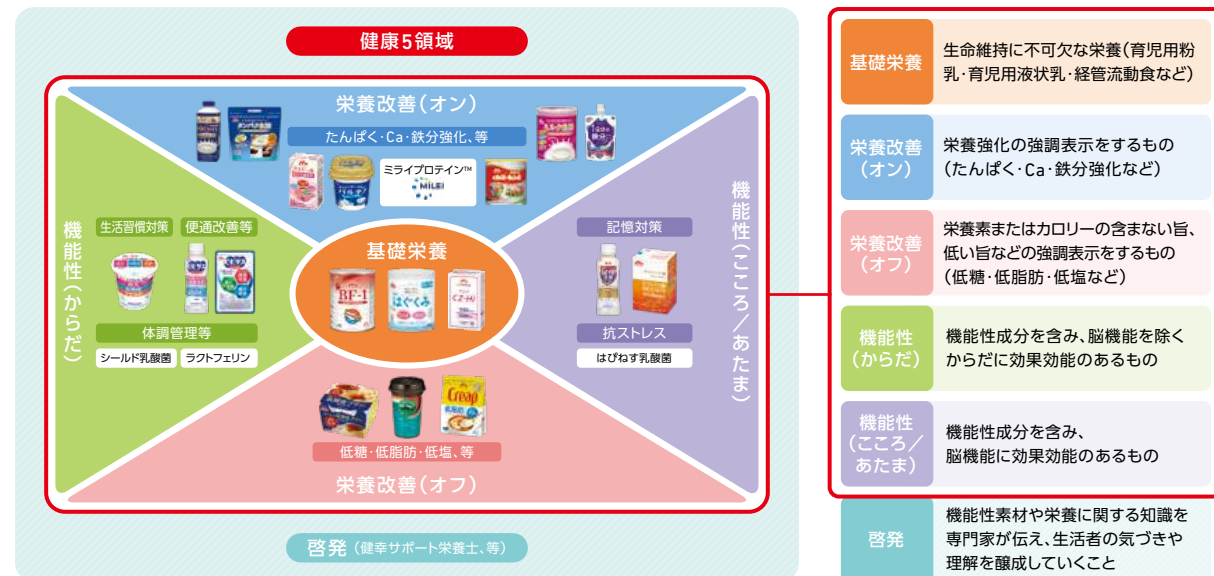 健康5領域
栄養改善(オン)
たんぱく・Ca・鉄分強化、等
ミライプロテイン™
MiLEI
機能性(からだ)
生活習慣対策
便通改善等
体調管理等
シールド乳酸菌
ラクトフェリン
基礎栄養
BF-1
はぐくみ
CZ-Hi
機能性(こころ/あたま)
記憶対策
抗ストレス
はぴねす乳酸菌
Creap
低糖・低脂肪・低塩、等
栄養改善(オフ)
啓発(健幸サポート栄養士、等)
基礎栄養
生命維持に不可欠な栄養(育児用粉
乳・育児用液状乳・経管流動食など)
栄養改善
(オン)
栄養強化の強調表示をするもの
(たんぱく・Ca・鉄分強化など)
栄養改善
(オフ)
栄養素またはカロリーの含まない旨、
低い旨などの強調表示をするもの
(低糖・低脂肪・低塩など)
機能性
(からだ)
機能性成分を含み、脳機能を除く
からだに効果効能のあるもの
機能性
(こころ/
あたま)
機能性成分を含み、
脳機能に効果効能のあるもの
啓発
機能性素材や栄養に関する知識を
専門家が伝え、生活者の気づきや
理解を醸成していくこと